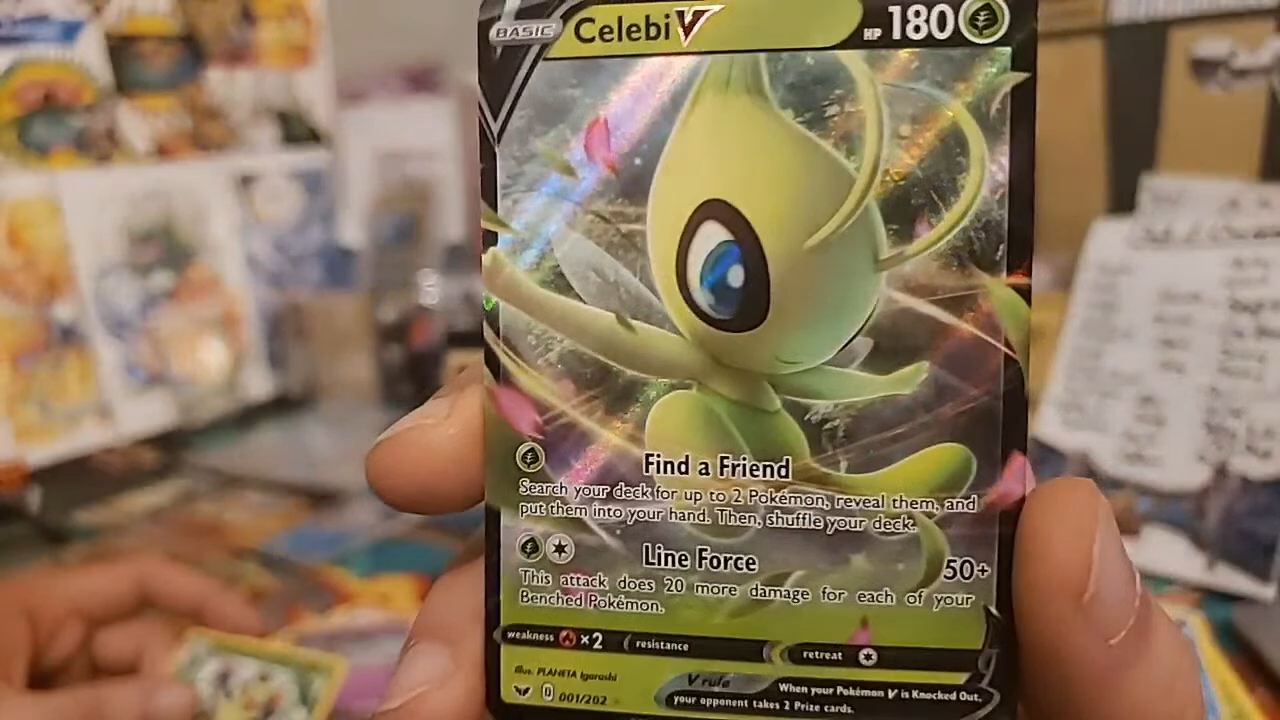 BASIC Celebi V HP 180
Find a Friend
Search your deck for up to 2 Pokémon, reveal them, and
put them into your hand. Then, shuffle your deck.
Line Force 50+
This attack does 20 more damage for each of your
Benched Pokémon.
weakness ×2 resistance retreat
Illus. PLANETA Igarashi
D 001/202
V rule When your Pokémon V is Knocked Out,
your opponent takes 2 Prize cards.